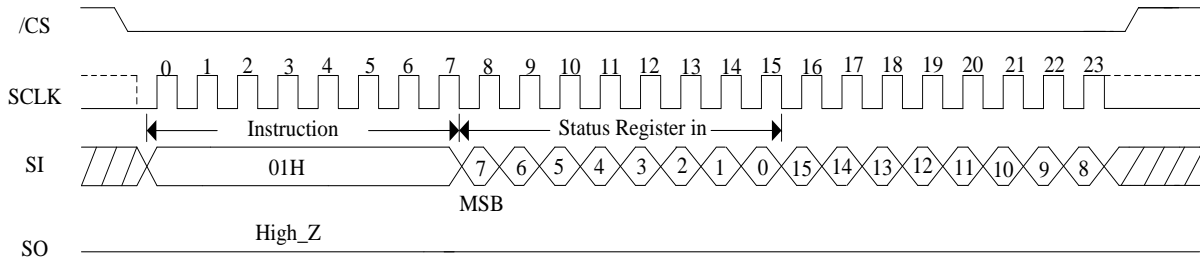 /CS
0 1 2 3 4 5 6 7 8 9 10 11 12 13 14 15 16 17 18 19 20 21 22 23
SCLK
Instruction Status Register in
SI 01H 7 6 5 4 3 2 1 0 15 14 13 12 11 10 9 8
MSB
High_Z
SO